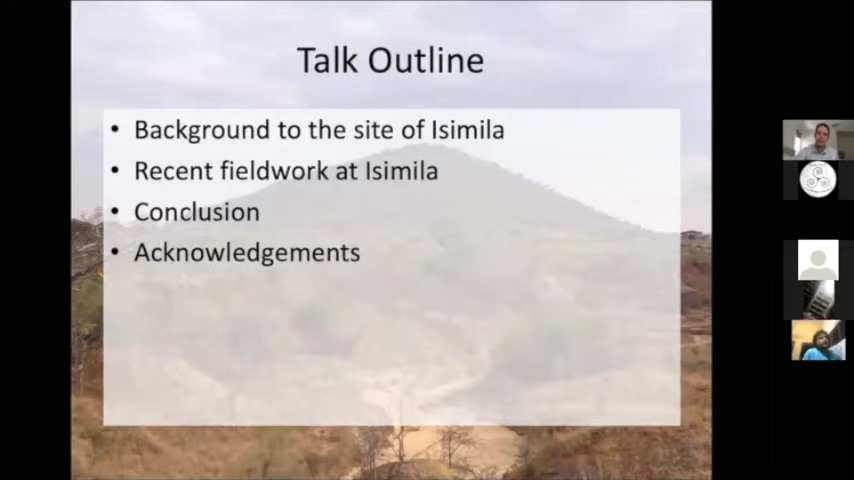 Talk Outline
• Background to the site of Isimila
• Recent fieldwork at Isimila
• Conclusion
• Acknowledgements